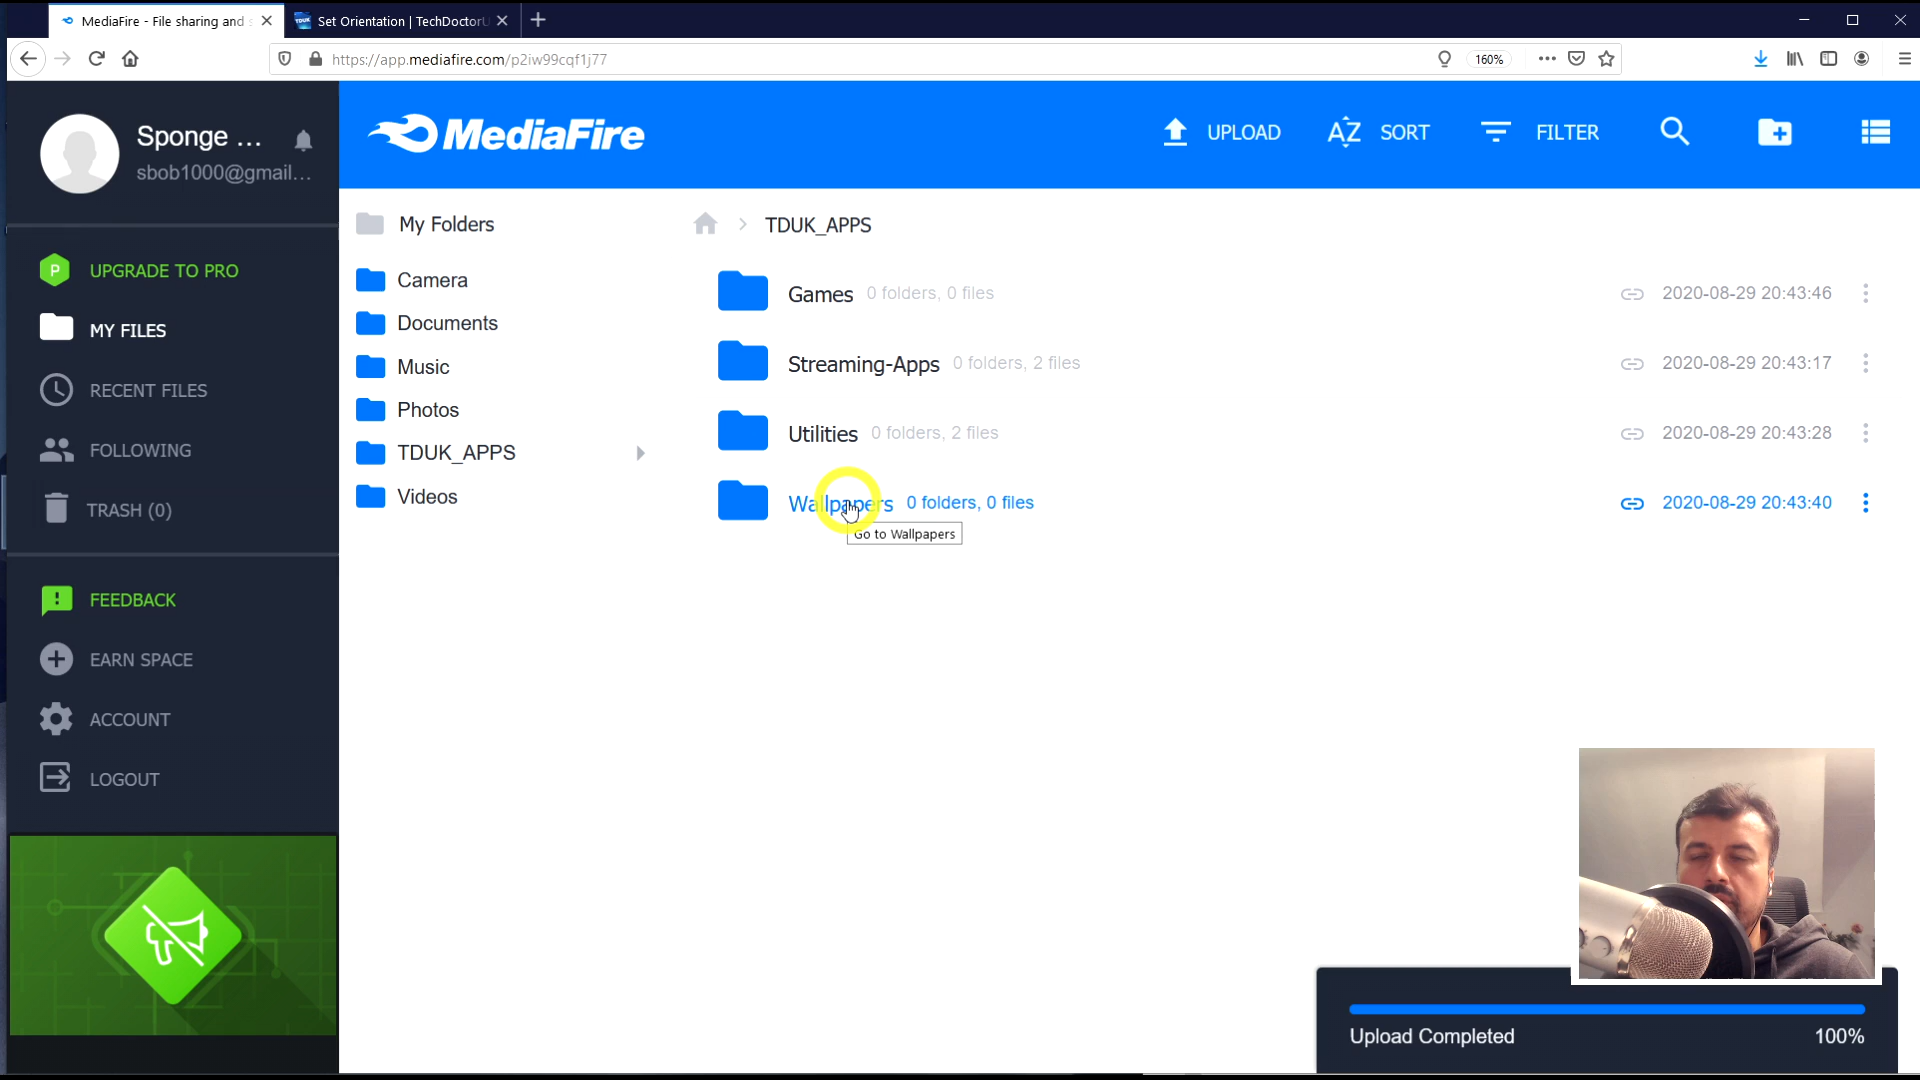 MediaFire - File sharing and s
Set Orientation | TechDoctorU
https://app.mediafire.com/p2iw99cqf1j77
160%
Sponge ...
sbob1000@gmail...
MediaFire
UPLOAD
SORT
FILTER
My Folders
TDUK_APPS
UPGRADE TO PRO
MY FILES
RECENT FILES
FOLLOWING
TRASH (0)
FEEDBACK
EARN SPACE
ACCOUNT
LOGOUT
Camera
Documents
Music
Photos
TDUK_APPS
Videos
Games 0 folders, 0 files 2020-08-29 20:43:46
Streaming-Apps 0 folders, 2 files 2020-08-29 20:43:17
Utilities 0 folders, 2 files 2020-08-29 20:43:28
Wallpapers 0 folders, 0 files 2020-08-29 20:43:40
Go to Wallpapers
Upload Completed 100%